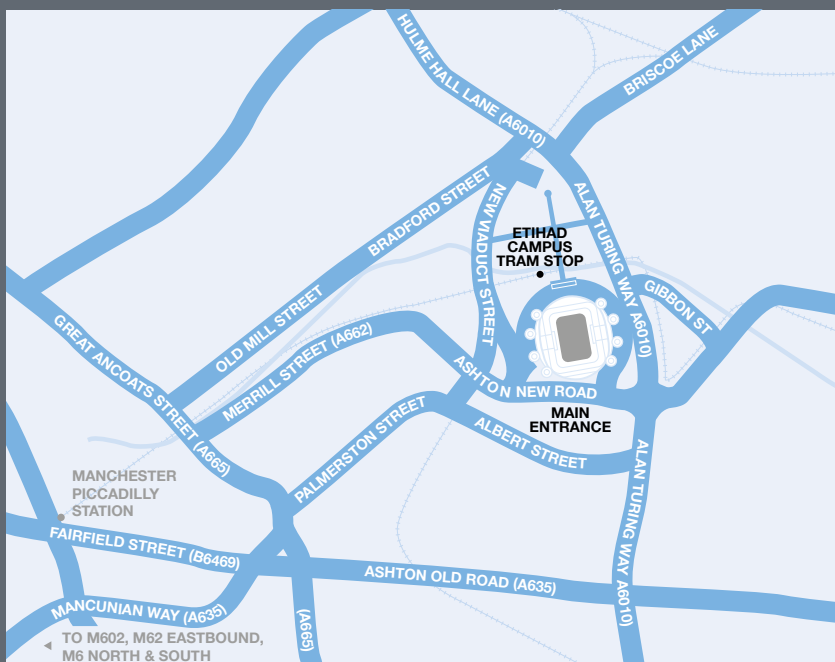 HULME HALL LANE (A6010)
BRISCOE LANE
BRADFORD STREET
NEW VIADUCT STREET
ALAN TURING WAY A6010)
ETIHAD
CAMPUS
TRAM STOP
GIBBON ST
OLD MILL STREET
GREAT ANCOATS STREET (A665)
MERRILL STREET (A662)
ASHTON NEW ROAD
MAIN
ENTRANCE
PALMERSTON STREET
ALBERT STREET
ALAN TURING WAY A6010)
MANCHESTER
PICCADILLY
STATION
FAIRFIELD STREET (B6469)
ASHTON OLD ROAD (A635)
MANCUNIAN WAY (A635)
(A665)
TO M602, M62 EASTBOUND,
M6 NORTH & SOUTH